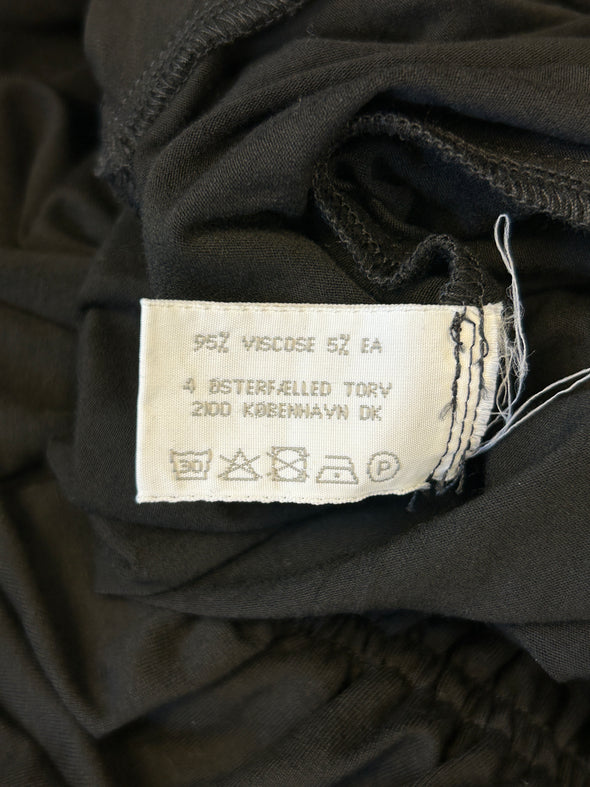 95% VISCOSE 5% EA
4 ØSTERFÆLLED TORV
2100 KØBENHAVN DK
30 P